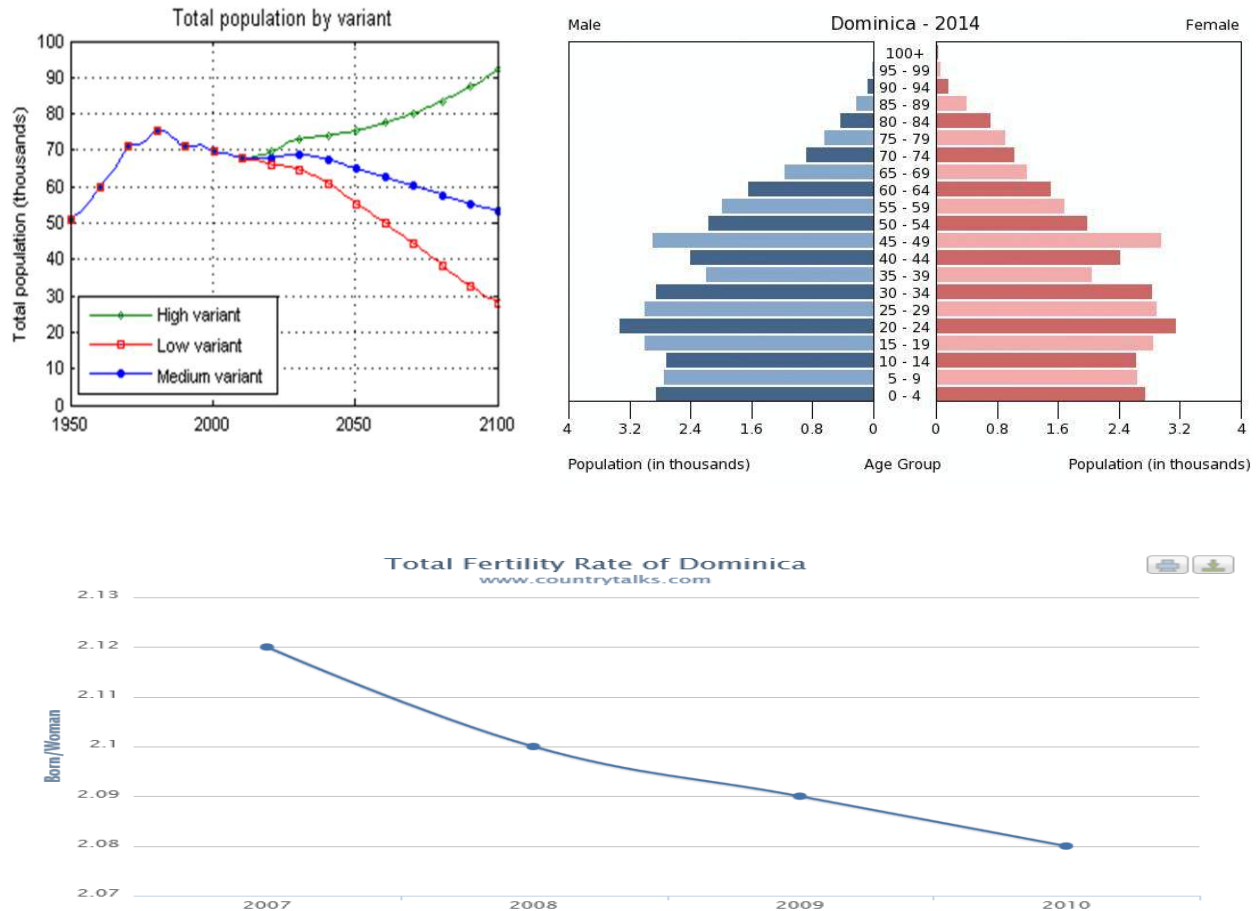 Total population by variant
Total population (thousands)
100
90
80
70
60
50
40
30
20
10
0
High variant
Low variant
Medium variant
1950
2000
2050
2100
Male
Dominica - 2014
Female
100+
95 - 99
90 - 94
85 - 89
80 - 84
75 - 79
70 - 74
65 - 69
60 - 64
55 - 59
50 - 54
45 - 49
40 - 44
35 - 39
30 - 34
25 - 29
20 - 24
15 - 19
10 - 14
5 - 9
0 - 4
4 3.2 2.4 1.6 0.8 0 0 0.8 1.6 2.4 3.2 4
Population (in thousands) Age Group Population (in thousands)
Total Fertility Rate of Dominica
www.countrytalks.com
Born/Woman
2.13
2.12
2.11
2.1
2.09
2.08
2.07
2007 2008 2009 2010